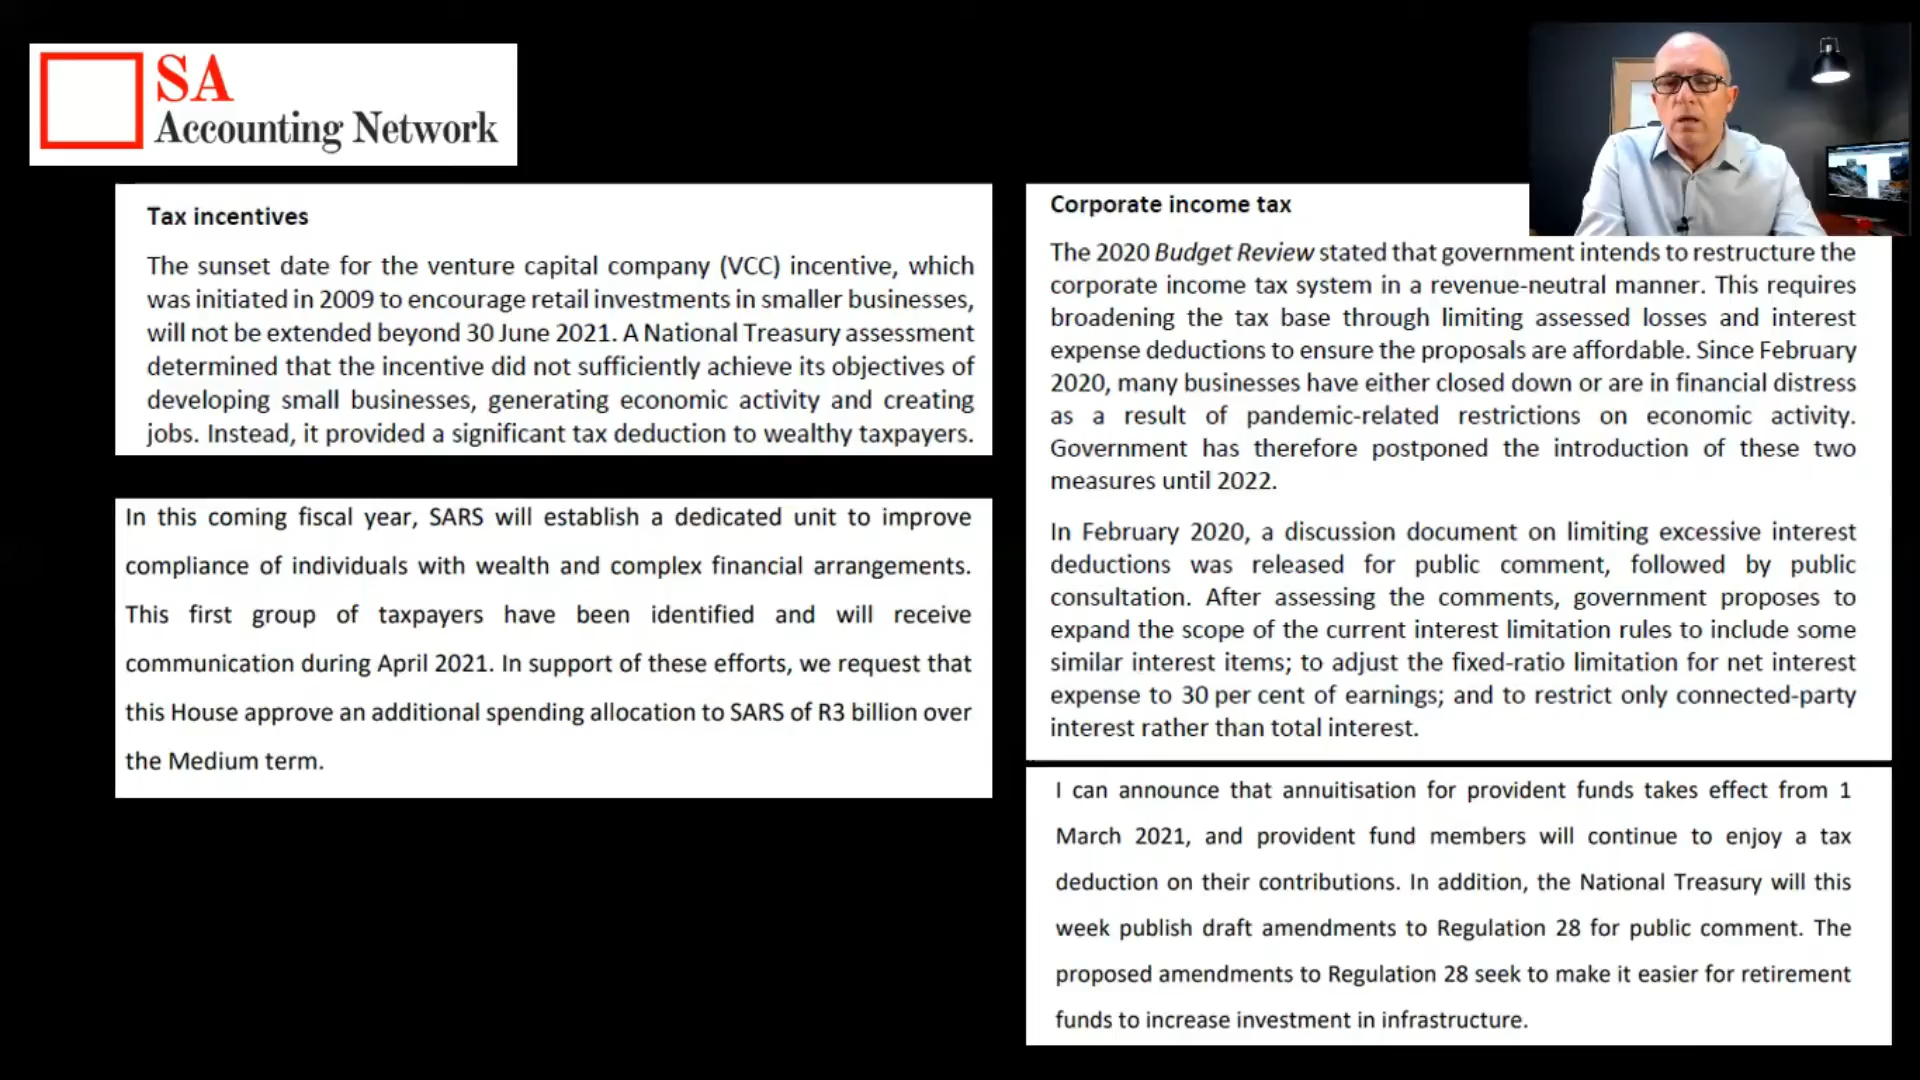 SA
Accounting Network
Tax incentives
The sunset date for the venture capital company (VCC) incentive, which
was initiated in 2009 to encourage retail investments in smaller businesses,
will not be extended beyond 30 June 2021. A National Treasury assessment
determined that the incentive did not sufficiently achieve its objectives of
developing small businesses, generating economic activity and creating
jobs. Instead, it provided a significant tax deduction to wealthy taxpayers.
In this coming fiscal year, SARS will establish a dedicated unit to improve
compliance of individuals with wealth and complex financial arrangements.
This first group of taxpayers have been identified and will receive
communication during April 2021. In support of these efforts, we request that
this House approve an additional spending allocation to SARS of R3 billion over
the Medium term.
Corporate income tax
The 2020 Budget Review stated that government intends to restructure the
corporate income tax system in a revenue-neutral manner. This requires
broadening the tax base through limiting assessed losses and interest
expense deductions to ensure the proposals are affordable. Since February
2020, many businesses have either closed down or are in financial distress
as a result of pandemic-related restrictions on economic activity.
Government has therefore postponed the introduction of these two
measures until 2022.
In February 2020, a discussion document on limiting excessive interest
deductions was released for public comment, followed by public
consultation. After assessing the comments, government proposes to
expand the scope of the current interest limitation rules to include some
similar interest items; to adjust the fixed-ratio limitation for net interest
expense to 30 per cent of earnings; and to restrict only connected-party
interest rather than total interest.
I can announce that annuitisation for provident funds takes effect from 1
March 2021, and provident fund members will continue to enjoy a tax
deduction on their contributions. In addition, the National Treasury will this
week publish draft amendments to Regulation 28 for public comment. The
proposed amendments to Regulation 28 seek to make it easier for retirement
funds to increase investment in infrastructure.